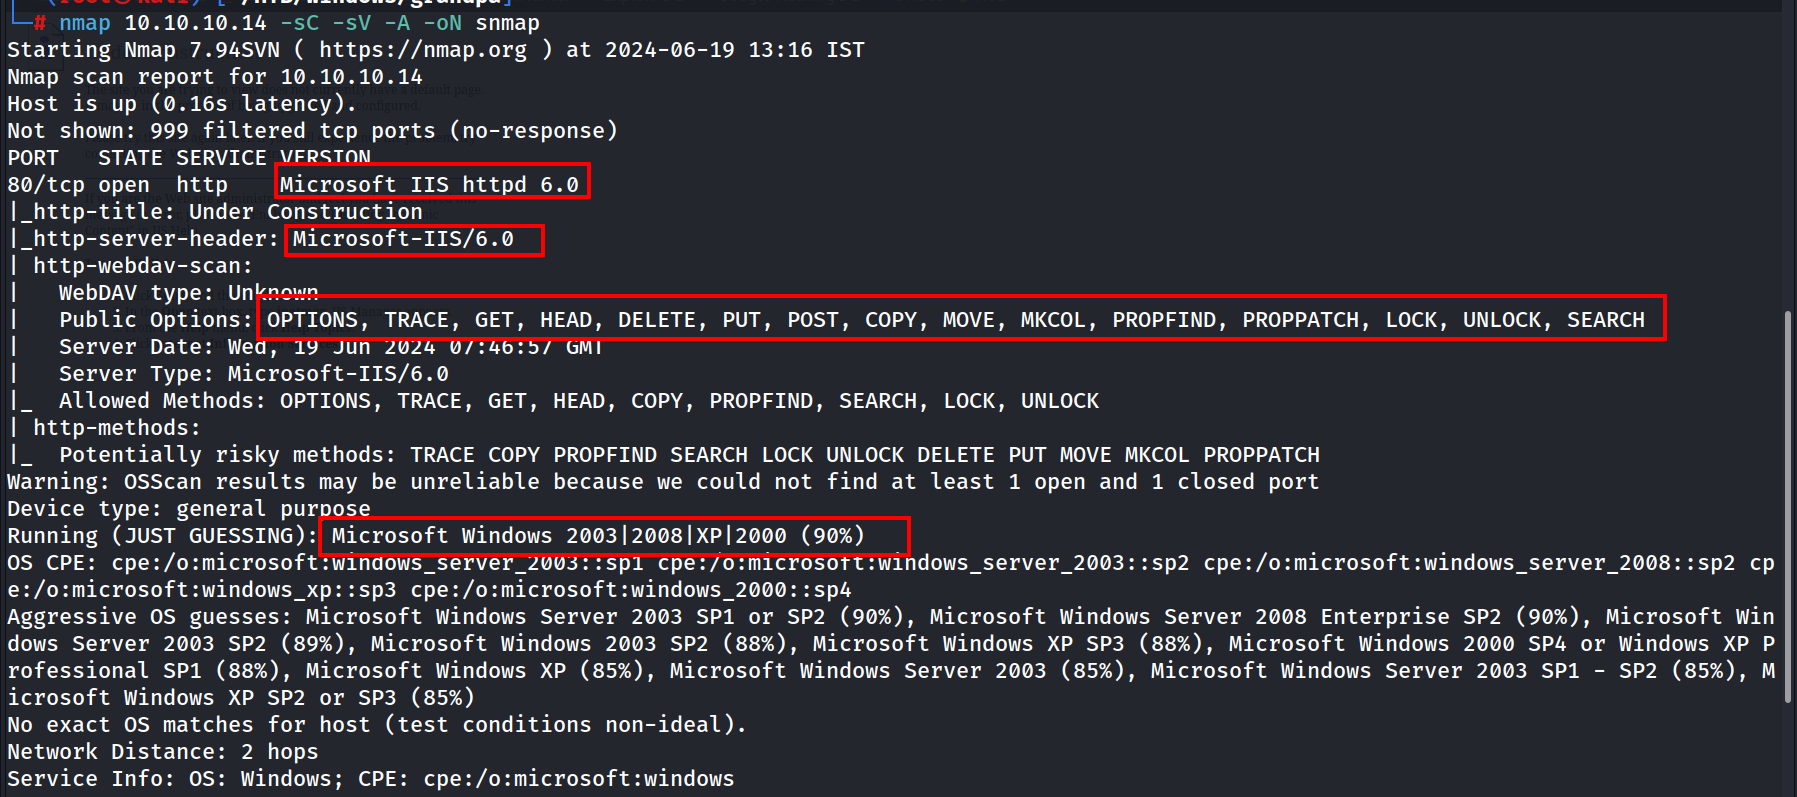 (root㉿kali) [~/HTB/windows/grandpa]
└─# nmap 10.10.10.14 -sC -sV -A -oN snmap
Starting Nmap 7.94SVN ( https://nmap.org ) at 2024-06-19 13:16 IST
Nmap scan report for 10.10.10.14
Host is up (0.16s latency).
Not shown: 999 filtered tcp ports (no-response)
PORT   STATE SERVICE VERSION
80/tcp open  http    Microsoft IIS httpd 6.0
|_http-title: Under Construction
|_http-server-header: Microsoft-IIS/6.0
| http-webdav-scan:
|   WebDAV type: Unknown
|   Public Options: OPTIONS, TRACE, GET, HEAD, DELETE, PUT, POST, COPY, MOVE, MKCOL, PROPFIND, PROPPATCH, LOCK, UNLOCK, SEARCH
|   Server Date: Wed, 19 Jun 2024 07:46:57 GMT
|   Server Type: Microsoft-IIS/6.0
|_  Allowed Methods: OPTIONS, TRACE, GET, HEAD, COPY, PROPFIND, SEARCH, LOCK, UNLOCK
| http-methods:
|_  Potentially risky methods: TRACE COPY PROPFIND SEARCH LOCK UNLOCK DELETE PUT MOVE MKCOL PROPPATCH
Warning: OSScan results may be unreliable because we could not find at least 1 open and 1 closed port
Device type: general purpose
Running (JUST GUESSING): Microsoft Windows 2003|2008|XP|2000 (90%)
OS CPE: cpe:/o:microsoft:windows_server_2003::sp1 cpe:/o:microsoft:windows_server_2003::sp2 cpe:/o:microsoft:windows_server_2008::sp2 cp
e:/o:microsoft:windows_xp::sp3 cpe:/o:microsoft:windows_2000::sp4
Aggressive OS guesses: Microsoft Windows Server 2003 SP1 or SP2 (90%), Microsoft Windows Server 2008 Enterprise SP2 (90%), Microsoft Win
dows Server 2003 SP2 (89%), Microsoft Windows 2003 SP2 (88%), Microsoft Windows XP SP3 (88%), Microsoft Windows 2000 SP4 or Windows XP P
rofessional SP1 (88%), Microsoft Windows XP (85%), Microsoft Windows Server 2003 (85%), Microsoft Windows Server 2003 SP1 - SP2 (85%), M
icrosoft Windows XP SP2 or SP3 (85%)
No exact OS matches for host (test conditions non-ideal).
Network Distance: 2 hops
Service Info: OS: Windows; CPE: cpe:/o:microsoft:windows